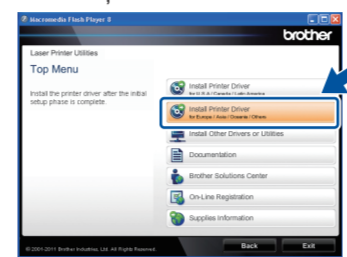 Macromedia Flash Player 8
brother
Laser Printer Utilities
Top Menu
Install the printer driver after the initial
setup phase is complete.
Install Printer Driver
for U.S.A./Canada / Latin America
Install Printer Driver
for Europe / Asia / Oceania / Others
Install Other Drivers or Utilities
Documentation
Brother Solutions Center
On-Line Registration
Supplies Information
© 2001-2011 Brother Industries, Ltd. All Rights Reserved.
Back
Exit